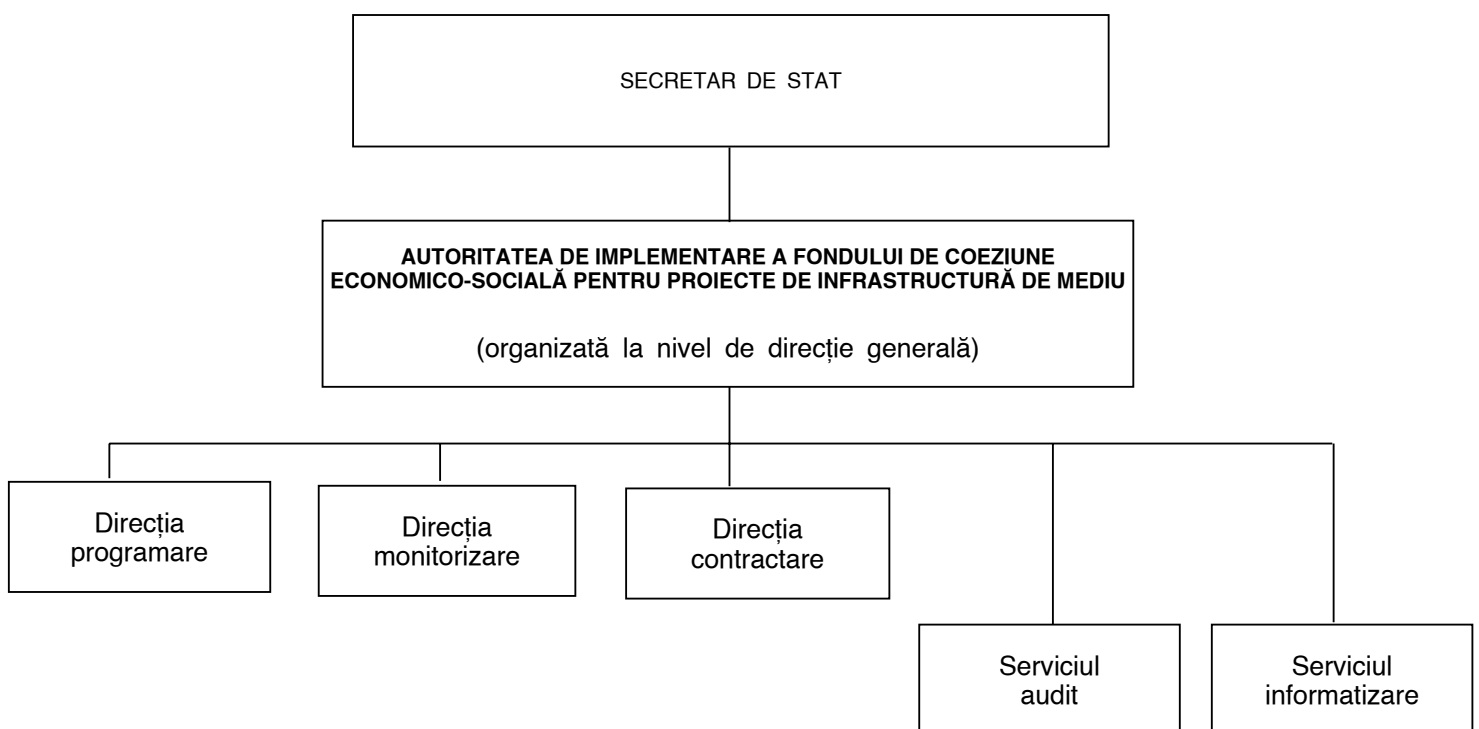 SECRETAR DE STAT
AUTORITATEA DE IMPLEMENTARE A FONDULUI DE COEZIUNE
ECONOMICO-SOCIALĂ PENTRU PROIECTE DE INFRASTRUCTURĂ DE MEDIU
(organizată la nivel de direcție generală)
Direcția
programare
Direcția
monitorizare
Direcția
contractare
Serviciul
audit
Serviciul
informatizare